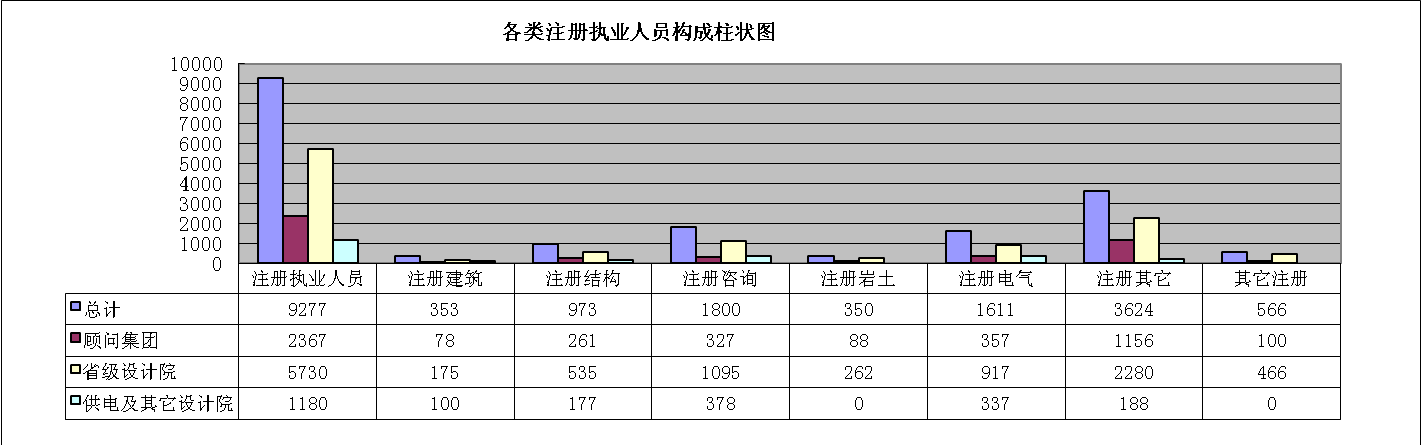 各类注册执业人员构成柱状图
10000
9000
8000
7000
6000
5000
4000
3000
2000
1000
0
注册执业人员 注册建筑 注册结构 注册咨询 注册岩土 注册电气 注册其它 其它注册
总计 9277 353 973 1800 350 1611 3624 566
顾问集团 2367 78 261 327 88 357 1156 100
省级设计院 5730 175 535 1095 262 917 2280 466
供电及其它设计院 1180 100 177 378 0 337 188 0